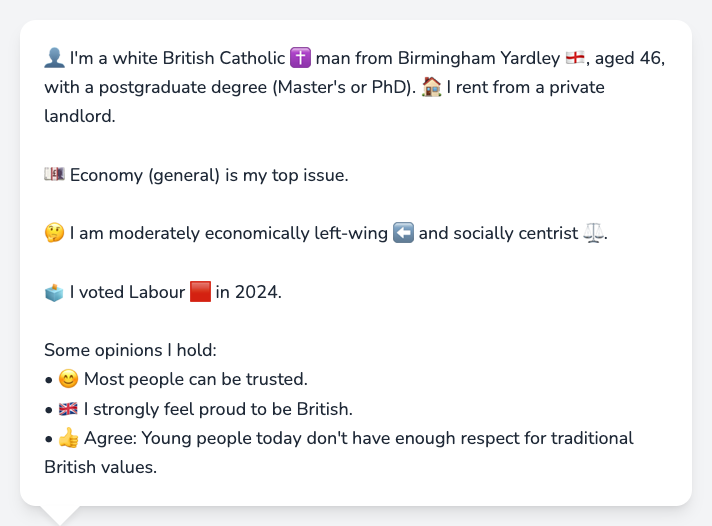 👤 I'm a white British Catholic ✝️ man from Birmingham Yardley 🏴󠁧󠁢󠁥󠁮󠁧󠁿, aged 46,
with a postgraduate degree (Master's or PhD). 🏠 I rent from a private
landlord.
💷 Economy (general) is my top issue.
🤔 I am moderately economically left-wing ⬅️ and socially centrist ⚖️.
🗳️ I voted Labour 🟥 in 2024.
Some opinions I hold:
• 😊 Most people can be trusted.
• 🇬🇧 I strongly feel proud to be British.
• 👍 Agree: Young people today don't have enough respect for traditional
British values.